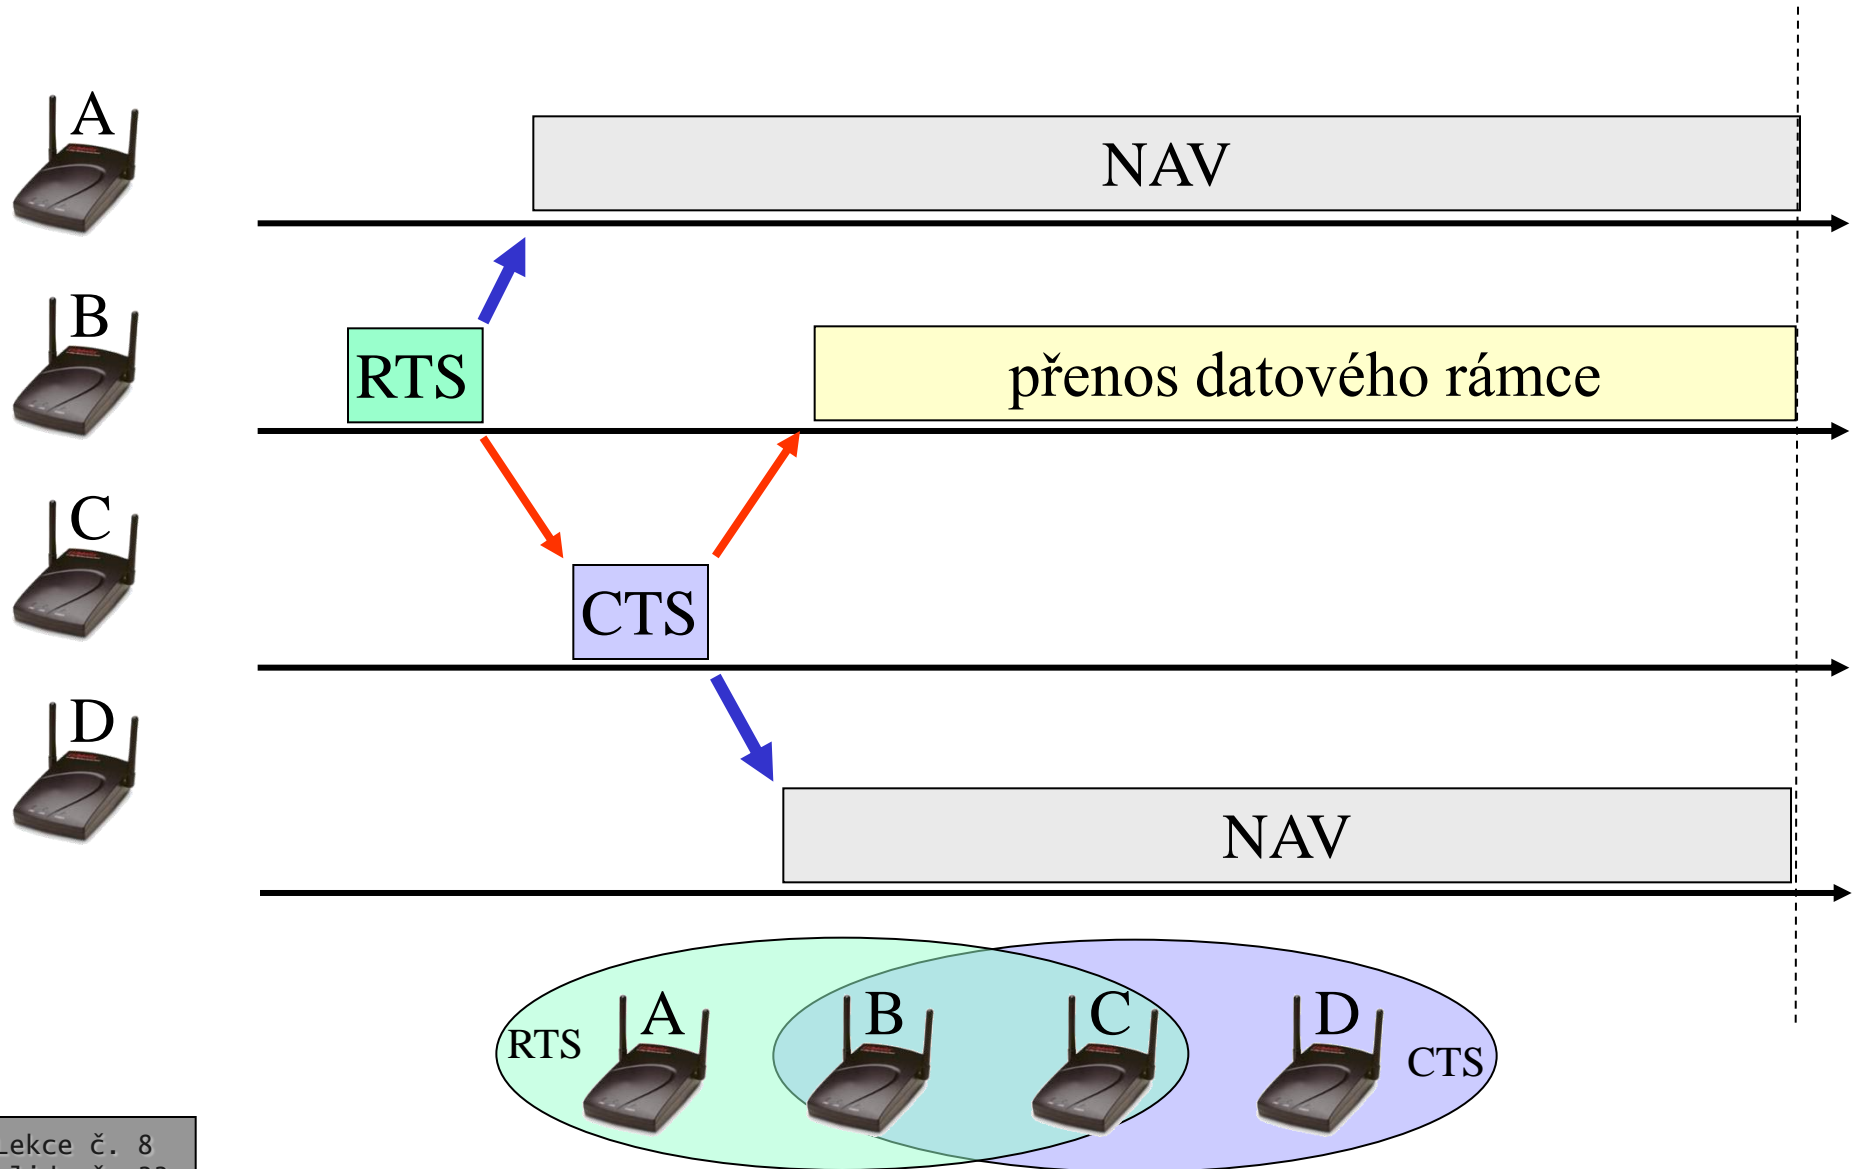 A
NAV
B
RTS
přenos datového rámce
C
CTS
D
NAV
A
B
C
D
RTS
CTS
Lekce č. 8